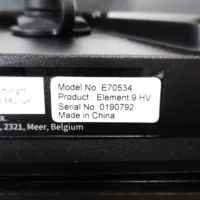 Model No. E70534
Product : Element 9 HV
Serial No. 0190792
Made in China
, 2321, Meer, Belgium